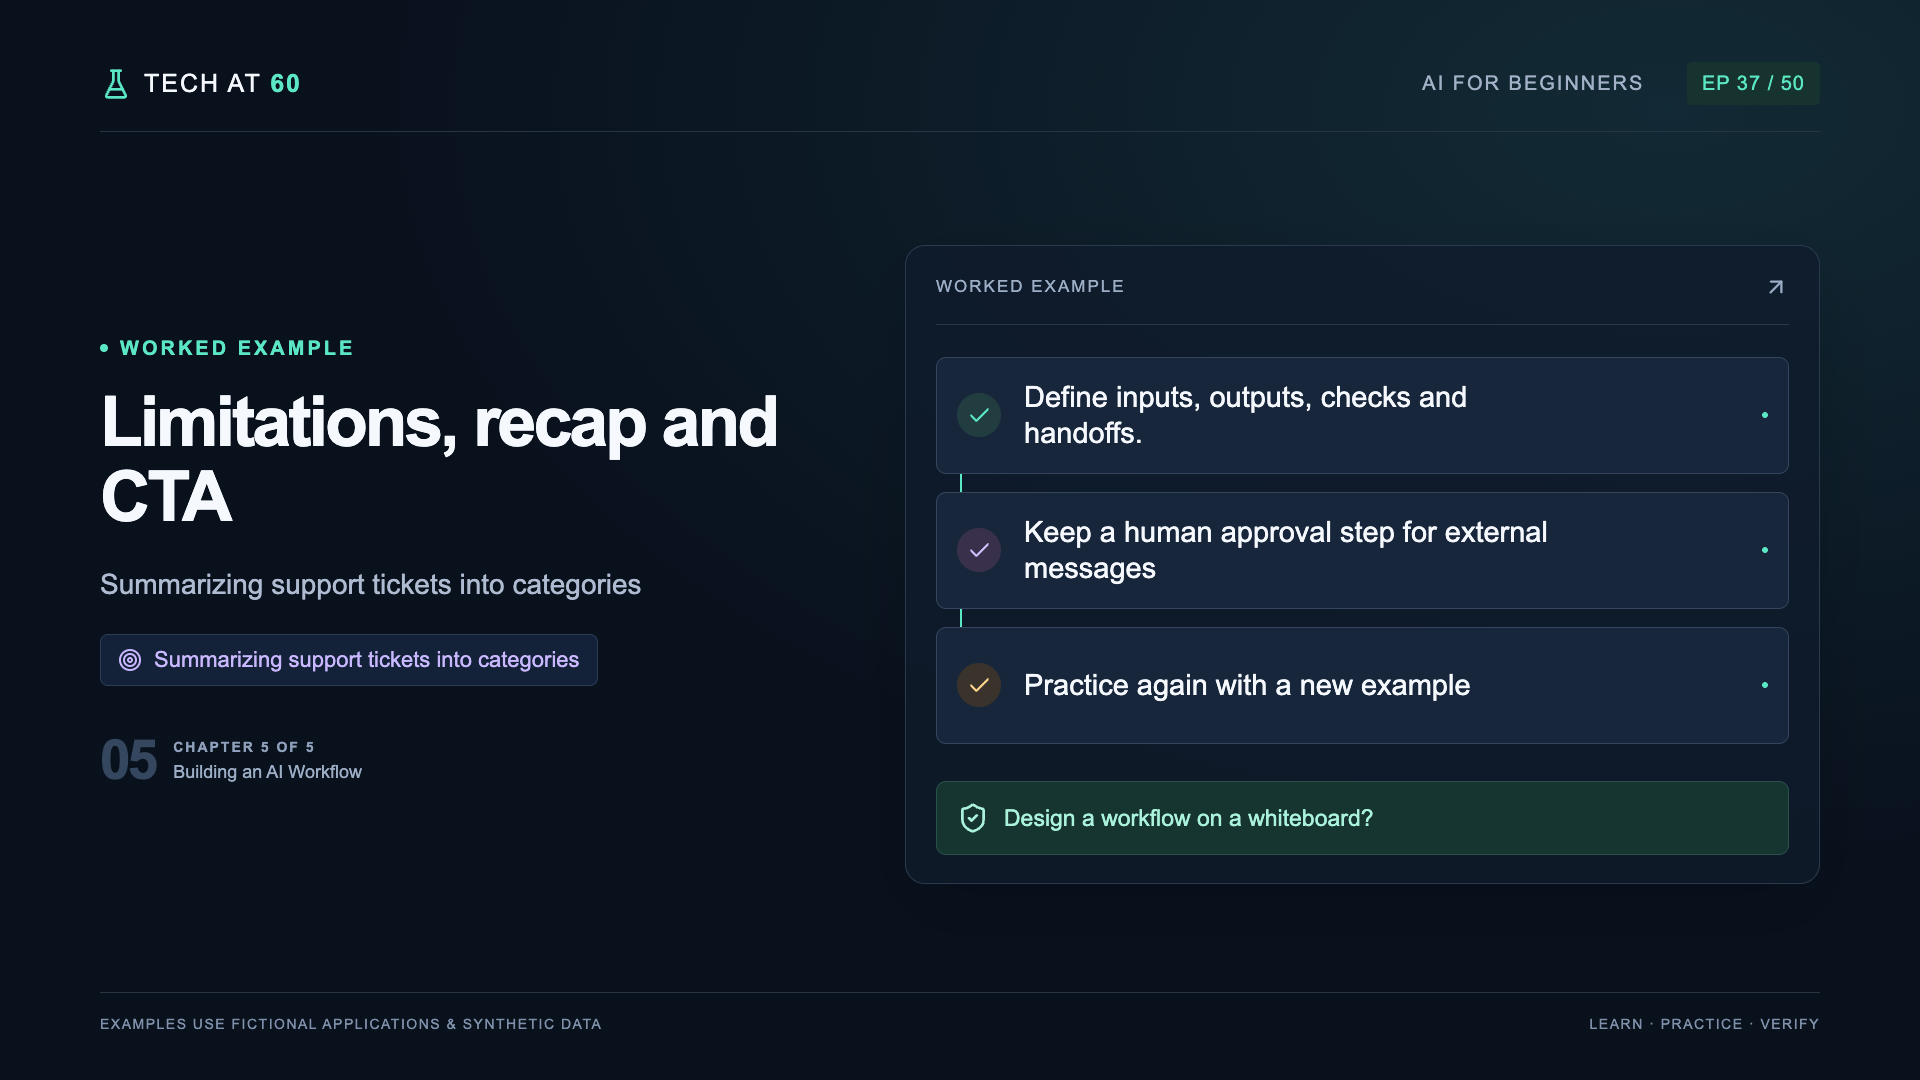 TECH AT 60
AI FOR BEGINNERS
EP 37 / 50
WORKED EXAMPLE
Limitations, recap and
CTA
Summarizing support tickets into categories
Summarizing support tickets into categories
05
CHAPTER 5 OF 5
Building an AI Workflow
WORKED EXAMPLE
Define inputs, outputs, checks and
handoffs.
Keep a human approval step for external
messages
Practice again with a new example
Design a workflow on a whiteboard?
EXAMPLES USE FICTIONAL APPLICATIONS & SYNTHETIC DATA
LEARN · PRACTICE · VERIFY